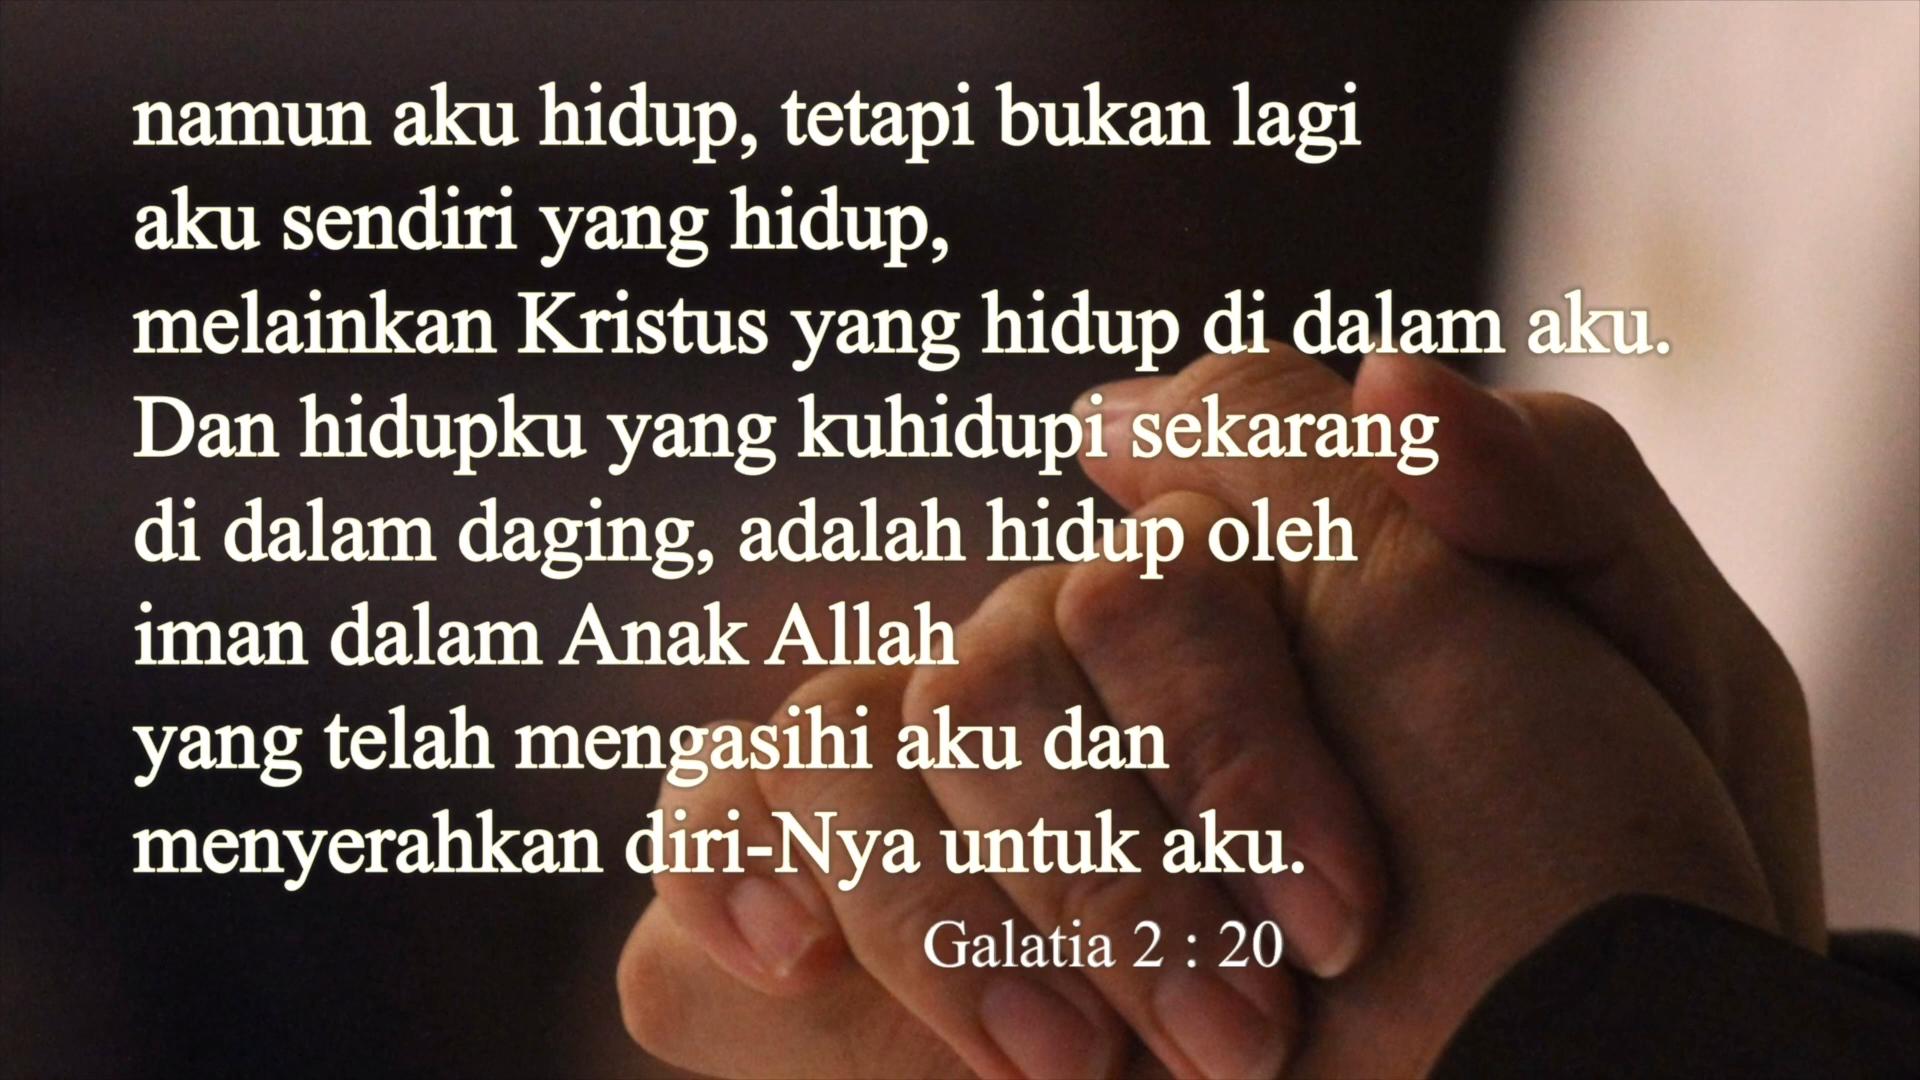 namun aku hidup, tetapi bukan lagi
aku sendiri yang hidup,
melainkan Kristus yang hidup di dalam aku.
Dan hidupku yang kuhidupi sekarang
di dalam daging, adalah hidup oleh
iman dalam Anak Allah
yang telah mengasihi aku dan
menyerahkan diri-Nya untuk aku.
Galatia 2 : 20